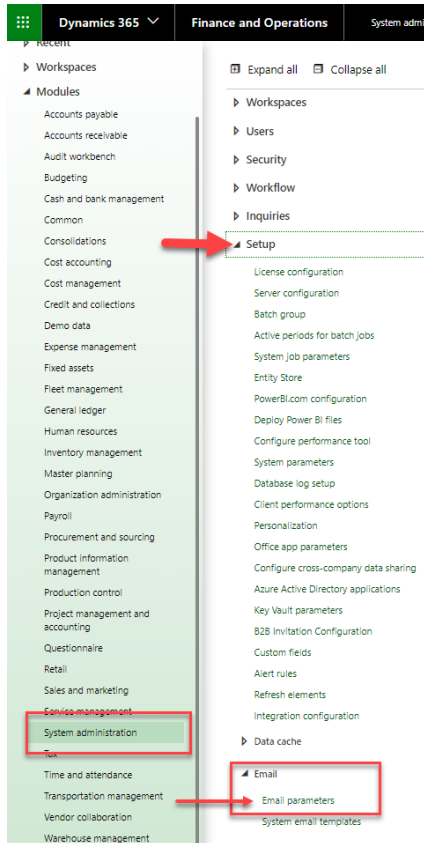 Dynamics 365
Finance and Operations
System admi
Recent
Workspaces
Modules
Accounts payable
Accounts receivable
Audit workbench
Budgeting
Cash and bank management
Common
Consolidations
Cost accounting
Cost management
Credit and collections
Demo data
Expense management
Fixed assets
Fleet management
General ledger
Human resources
Inventory management
Master planning
Organization administration
Payroll
Procurement and sourcing
Product information
management
Production control
Project management and
accounting
Questionnaire
Retail
Sales and marketing
Service management
System administration
Tax
Time and attendance
Transportation management
Vendor collaboration
Warehouse management
Expand all
Collapse all
Workspaces
Users
Security
Workflow
Inquiries
Setup
License configuration
Server configuration
Batch group
Active periods for batch jobs
System job parameters
Entity Store
PowerBI.com configuration
Deploy Power BI files
Configure performance tool
System parameters
Database log setup
Client performance options
Personalization
Office app parameters
Configure cross-company data sharing
Azure Active Directory applications
Key Vault parameters
B2B Invitation Configuration
Custom fields
Alert rules
Refresh elements
Integration configuration
Data cache
Email
Email parameters
System email templates